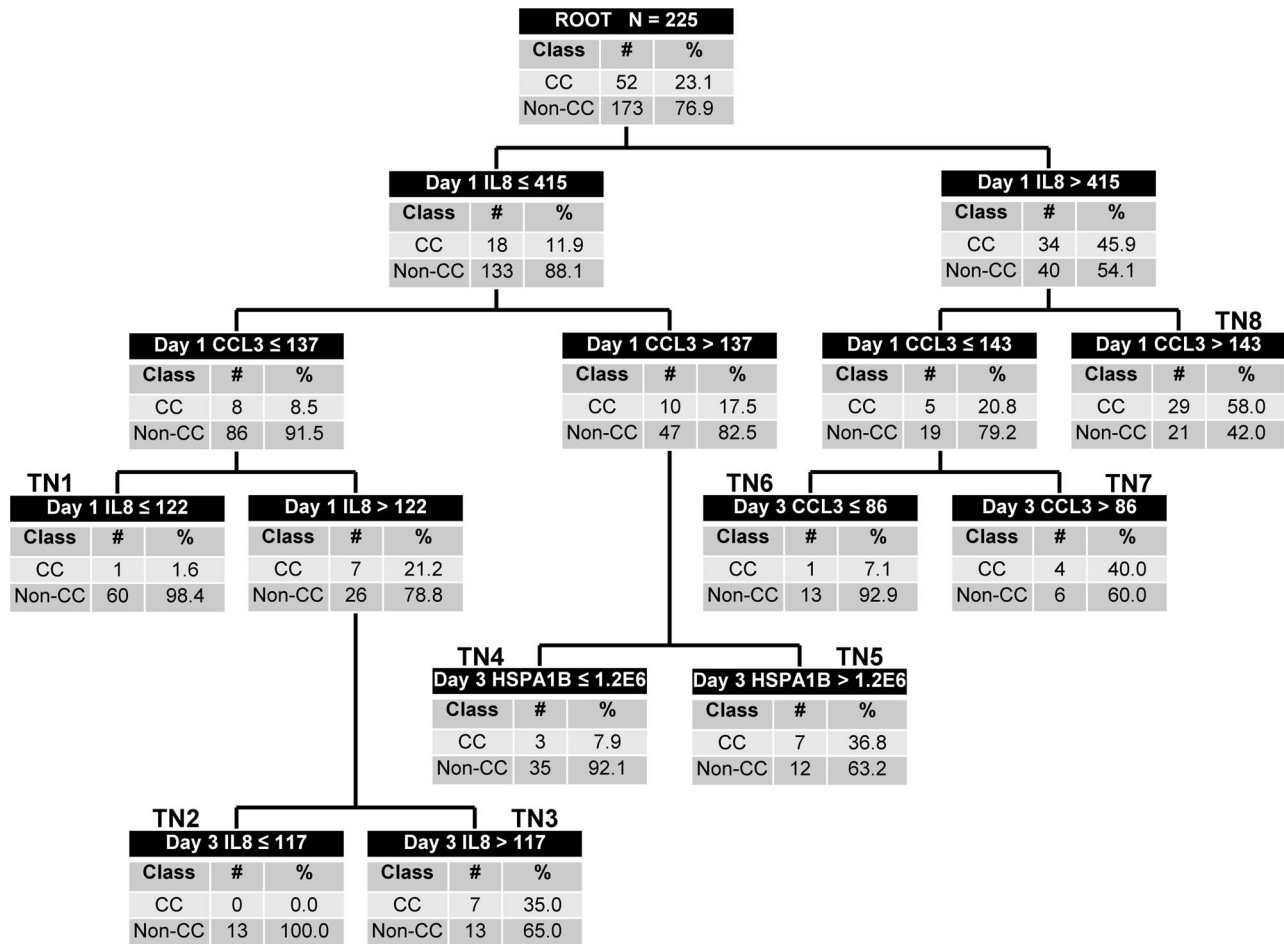 ROOT N = 225
Class # %
CC 52 23.1
Non-CC 173 76.9
Day 1 IL8 ≤ 415
Class # %
CC 18 11.9
Non-CC 133 88.1
Day 1 IL8 > 415
Class # %
CC 34 45.9
Non-CC 40 54.1
Day 1 CCL3 ≤ 137
Class # %
CC 8 8.5
Non-CC 86 91.5
Day 1 CCL3 > 137
Class # %
CC 10 17.5
Non-CC 47 82.5
Day 1 CCL3 ≤ 143
Class # %
CC 5 20.8
Non-CC 19 79.2
TN8
Day 1 CCL3 > 143
Class # %
CC 29 58.0
Non-CC 21 42.0
TN1
Day 1 IL8 ≤ 122
Class # %
CC 1 1.6
Non-CC 60 98.4
Day 1 IL8 > 122
Class # %
CC 7 21.2
Non-CC 26 78.8
TN6
Day 3 CCL3 ≤ 86
Class # %
CC 1 7.1
Non-CC 13 92.9
TN7
Day 3 CCL3 > 86
Class # %
CC 4 40.0
Non-CC 6 60.0
TN4
Day 3 HSPA1B ≤ 1.2E6
Class # %
CC 3 7.9
Non-CC 35 92.1
TN5
Day 3 HSPA1B > 1.2E6
Class # %
CC 7 36.8
Non-CC 12 63.2
TN2
Day 3 IL8 ≤ 117
Class # %
CC 0 0.0
Non-CC 13 100.0
TN3
Day 3 IL8 > 117
Class # %
CC 7 35.0
Non-CC 13 65.0